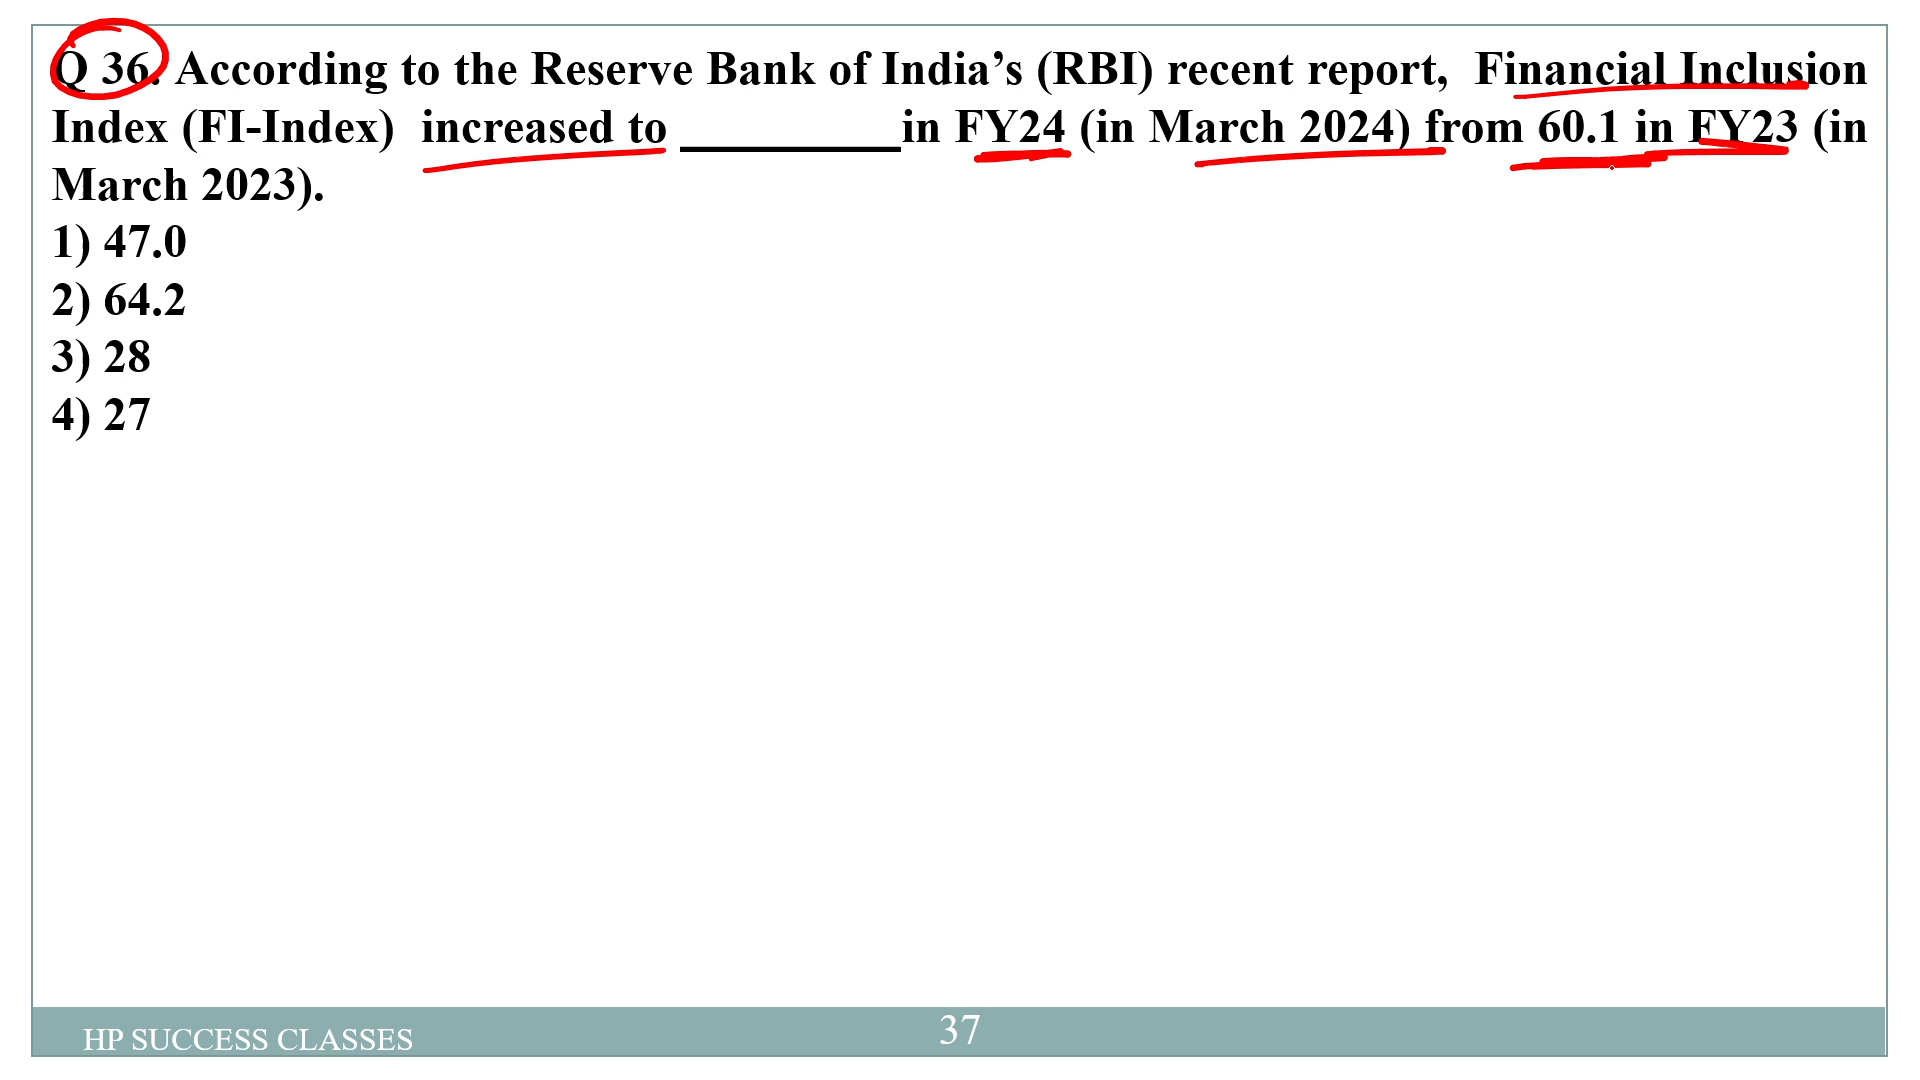 Q 36. According to the Reserve Bank of India’s (RBI) recent report, Financial Inclusion
Index (FI-Index) increased to __________in FY24 (in March 2024) from 60.1 in FY23 (in
March 2023).
1) 47.0
2) 64.2
3) 28
4) 27
HP SUCCESS CLASSES
37